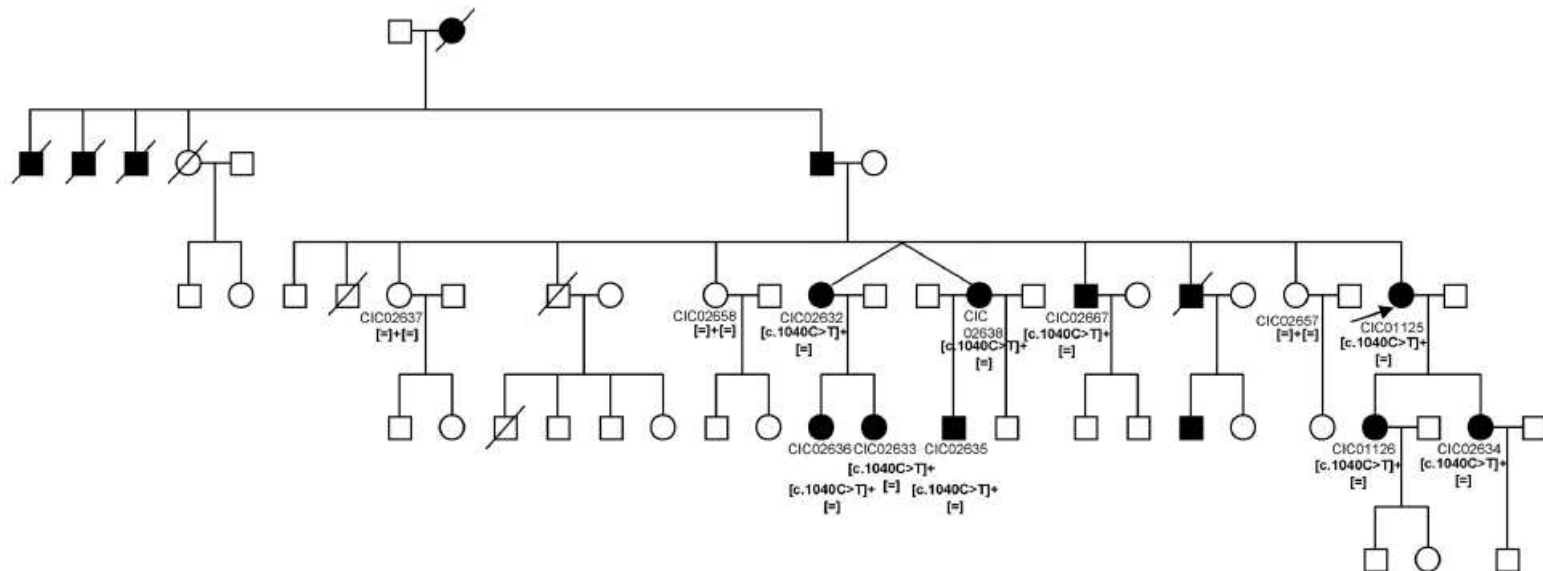 CIC02637
[=]+[=]
CIC02658
[=]+[=]
CIC02632
[c.1040C>T]+
[=]
CIC
02638
[c.1040C>T]+
[=]
CIC02667
[c.1040C>T]+
[=]
CIC02657
[=]+[=]
CIC01125
[c.1040C>T]+
[=]
CIC02636
[c.1040C>T]+
[=]
CIC02633
[c.1040C>T]+
[=]
CIC02635
[c.1040C>T]+
[=]
CIC01126
[c.1040C>T]+
[=]
CIC02634
[c.1040C>T]+
[=]